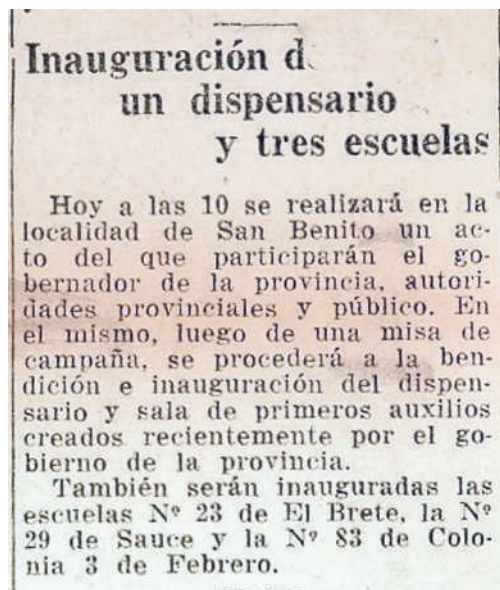 Inauguración d
un dispensario
y tres escuelas
Hoy a las 10 se realizará en la
localidad de San Benito un ac-
to del que participarán el go-
bernador de la provincia, autori-
dades provinciales y público. En
el mismo, luego de una misa de
campaña, se procederá a la ben-
dición e inauguración del dispen-
sario y sala de primeros auxilios
creados recientemente por el go-
bierno de la provincia.
También serán inauguradas las
escuelas Nº 23 de El Brete, la Nº
29 de Sauce y la Nº 83 de Colo-
nia 3 de Febrero.